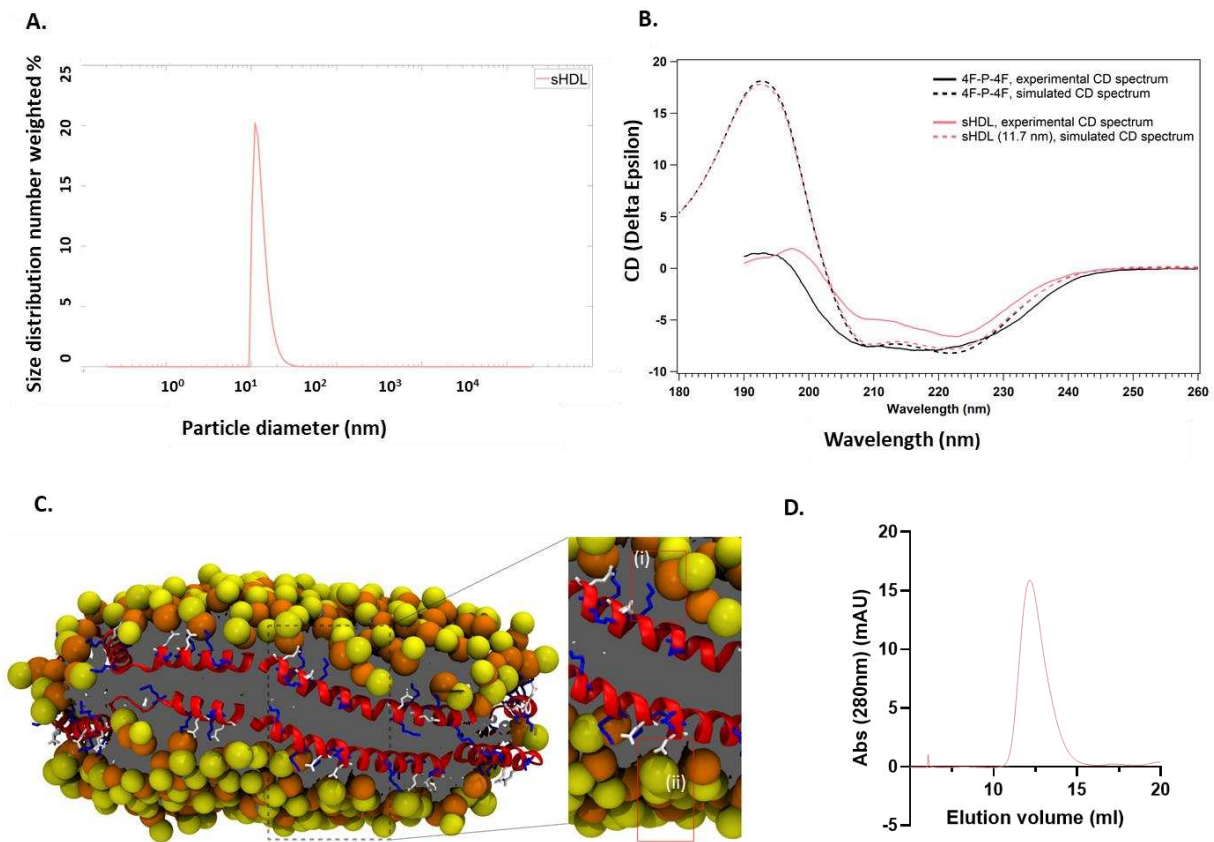 A.
Size distribution number weighted %
25
20
15
10
5
0
sHDL
10⁰ 10¹ 10² 10³ 10⁴
Particle diameter (nm)
B.
CD (Delta Epsilon)
20
15
10
5
0
-5
-10
4F-P-4F, experimental CD spectrum
4F-P-4F, simulated CD spectrum
sHDL, experimental CD spectrum
sHDL (11.7 nm), simulated CD spectrum
180 190 200 210 220 230 240 250 260
Wavelength (nm)
Wavelength (nm)
C.
(i)
(ii)
D.
Abs (280nm) (mAU)
20
15
10
5
0
-5
10 15 20
Elution volume (ml)